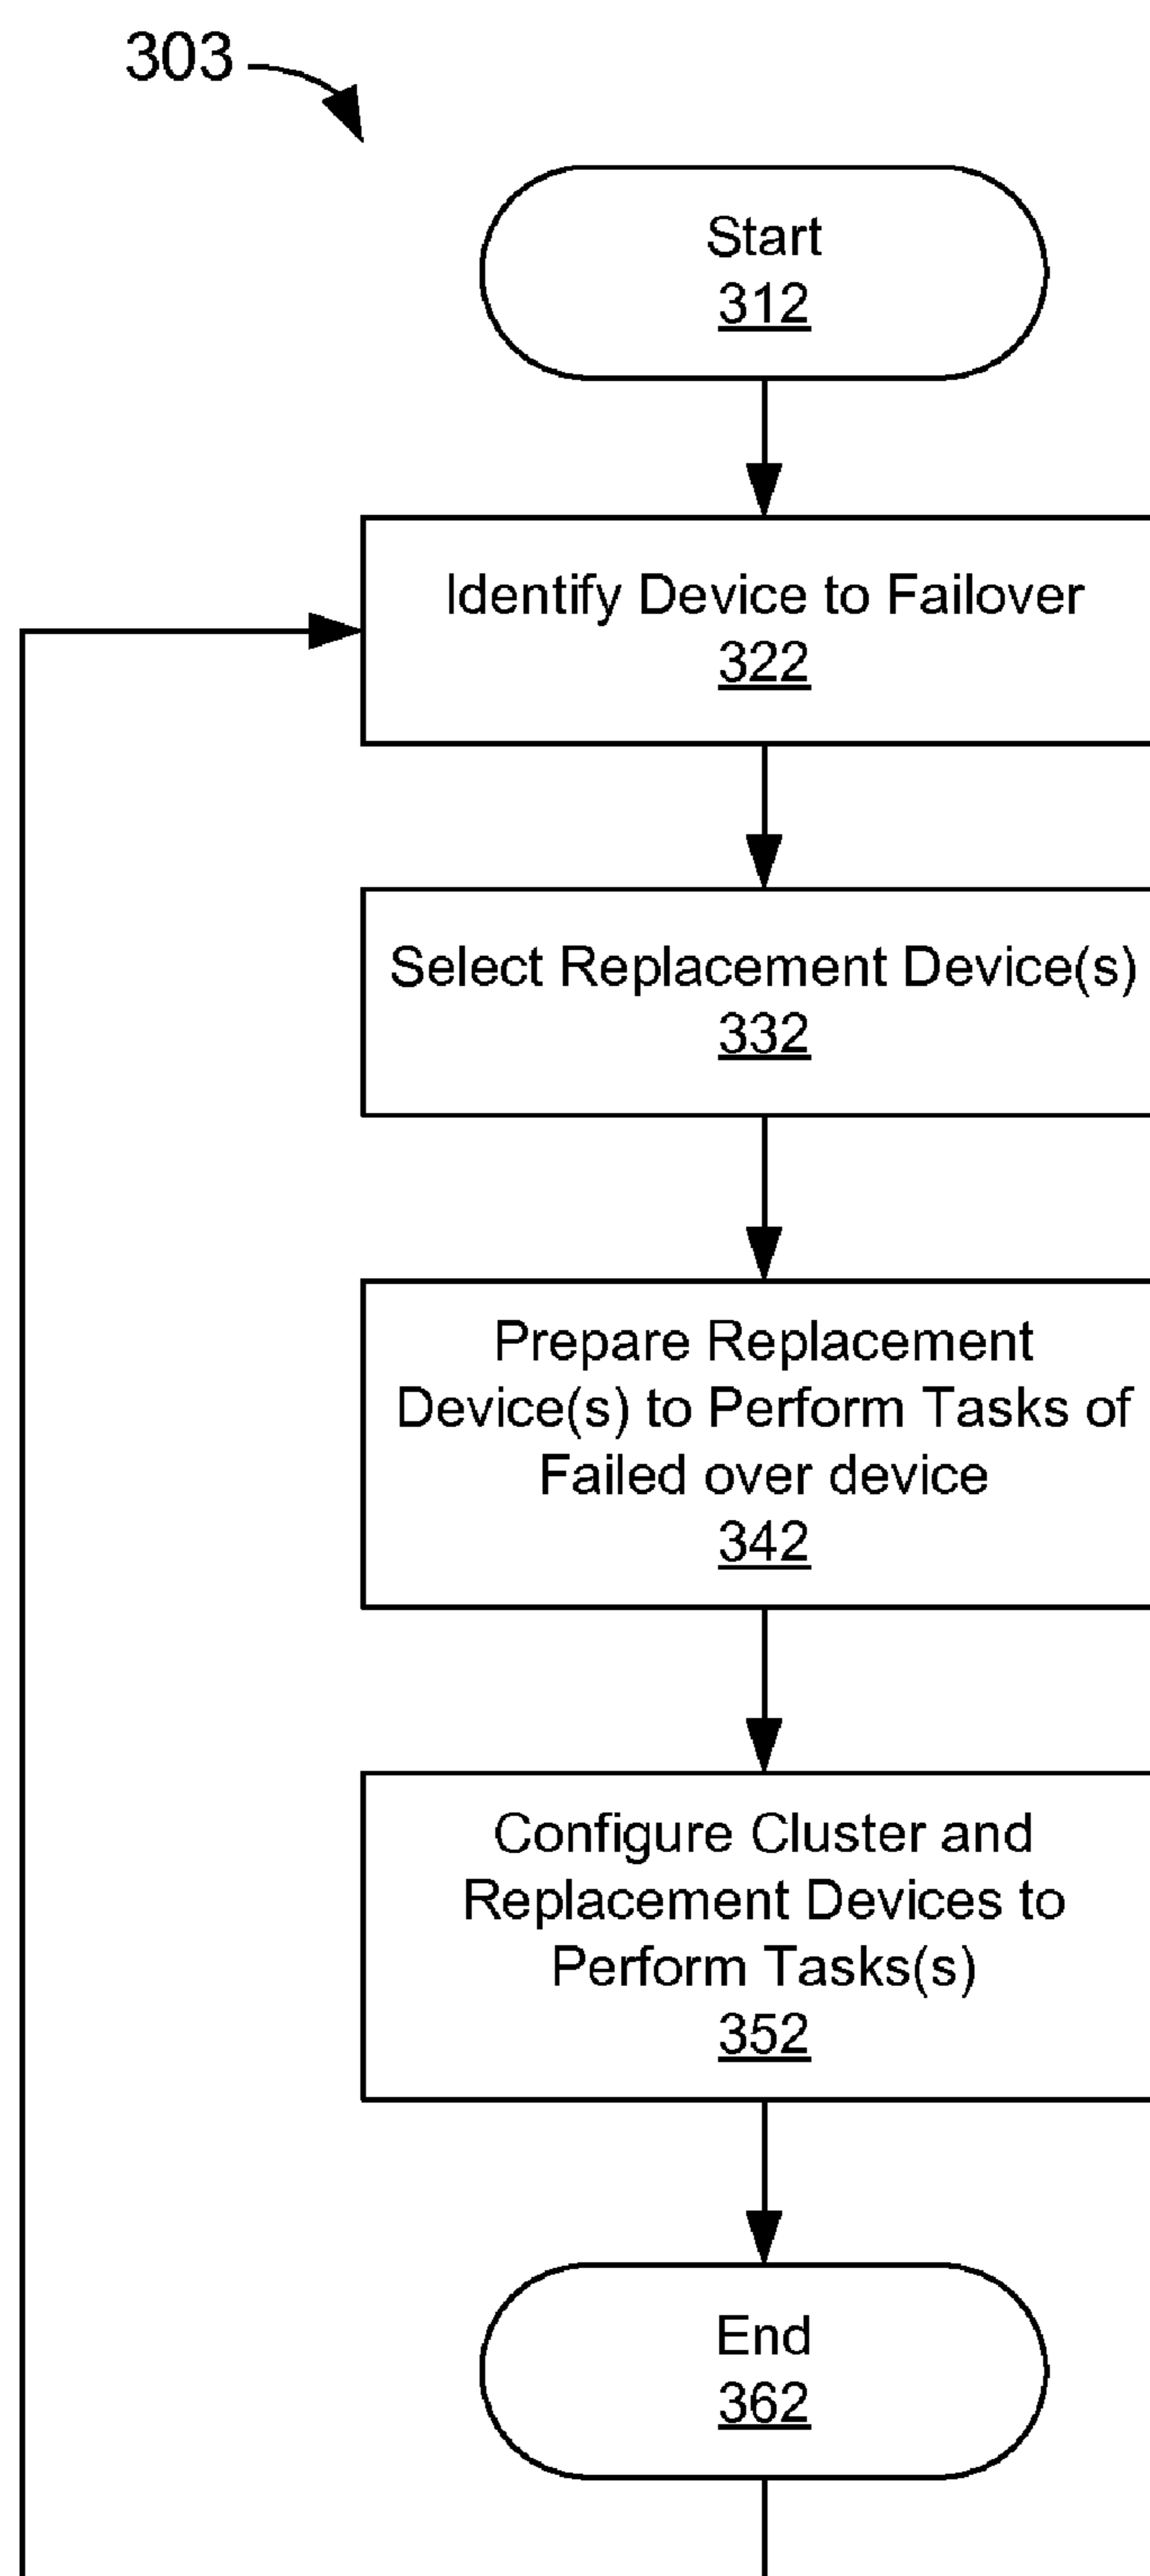 303
Start
312
Identify Device to Failover
322
Select Replacement Device(s)
332
Prepare Replacement
Device(s) to Perform Tasks of
Failed over device
342
Configure Cluster and
Replacement Devices to
Perform Tasks(s)
352
End
362